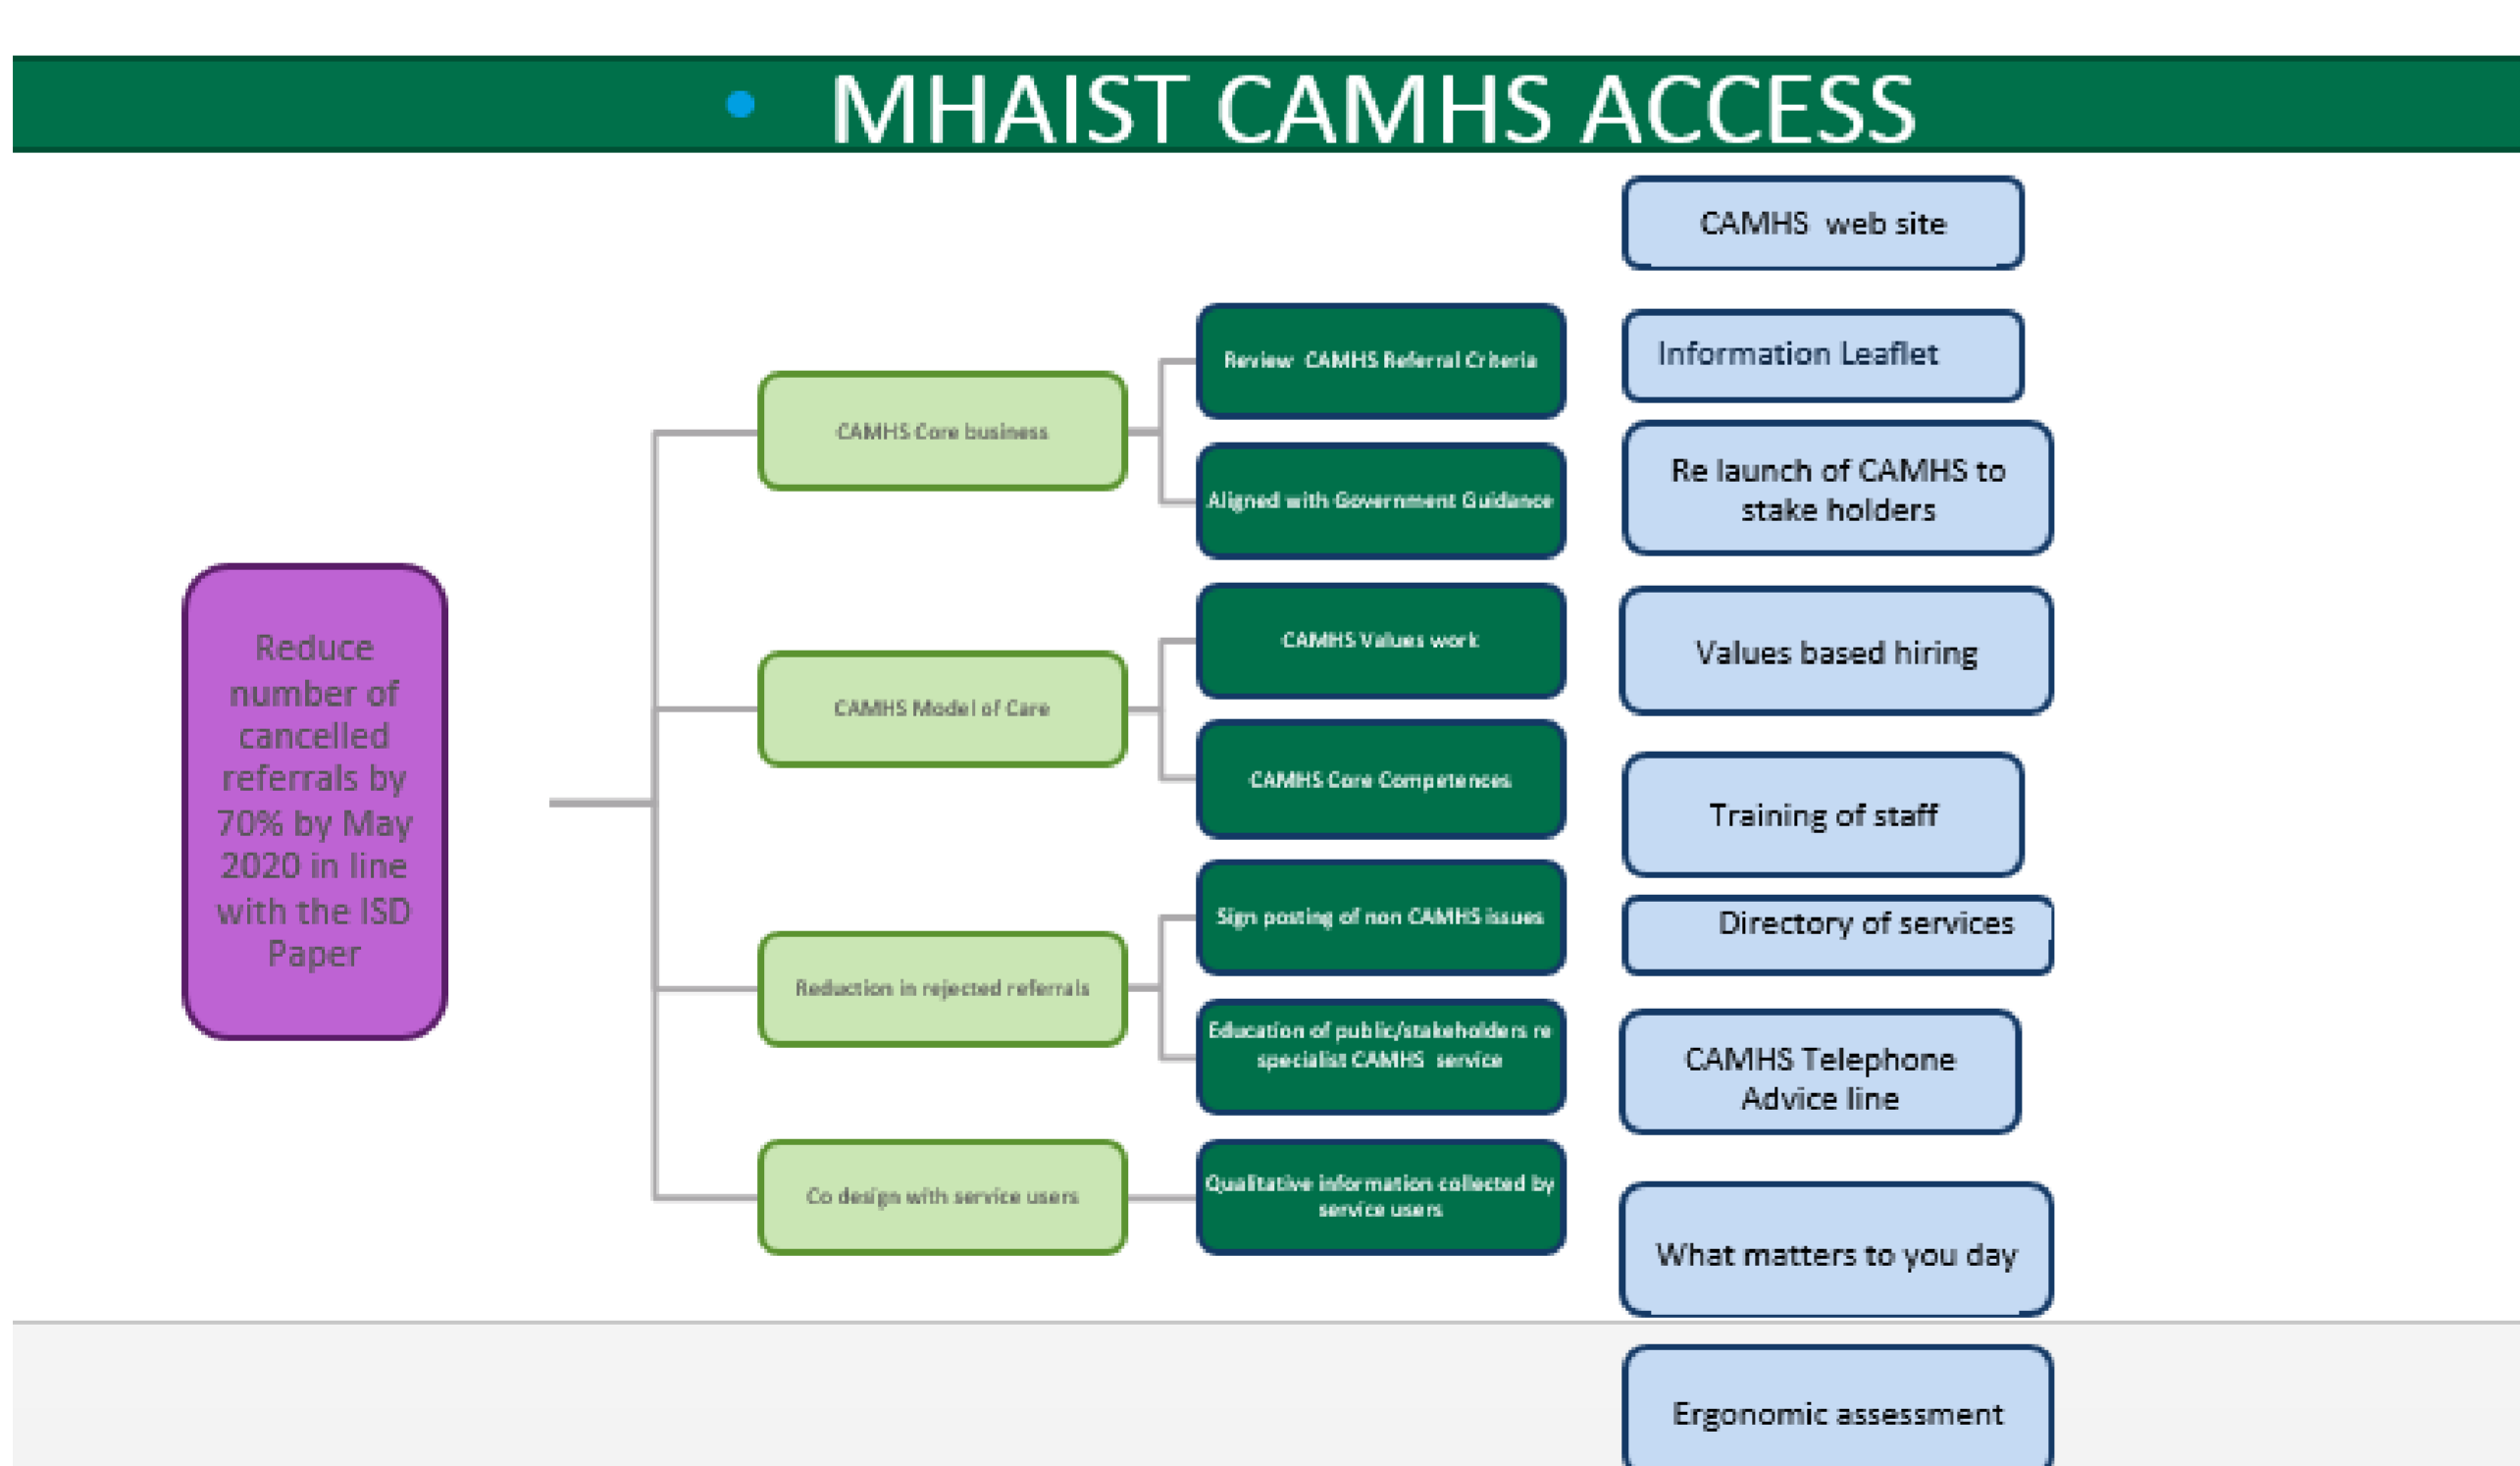 • MHAIST CAMHS ACCESS
Reduce
number of
cancelled
referrals by
70% by May
2020 in line
with the ISD
Paper
CAMHS Core business
CAMHS Model of Care
Reduction in rejected referrals
Co design with service users
Review CAMHS Referral Criteria
Aligned with Government Guidance
CAMHS Values work
CAMHS Core Competences
Sign posting of non CAMHS issues
Education of public/stakeholders re
specialist CAMHS service
Qualitative information collected by
service users
CAMHS web site
Information Leaflet
Re launch of CAMHS to
stake holders
Values based hiring
Training of staff
Directory of services
CAMHS Telephone
Advice line
What matters to you day
Ergonomic assessment